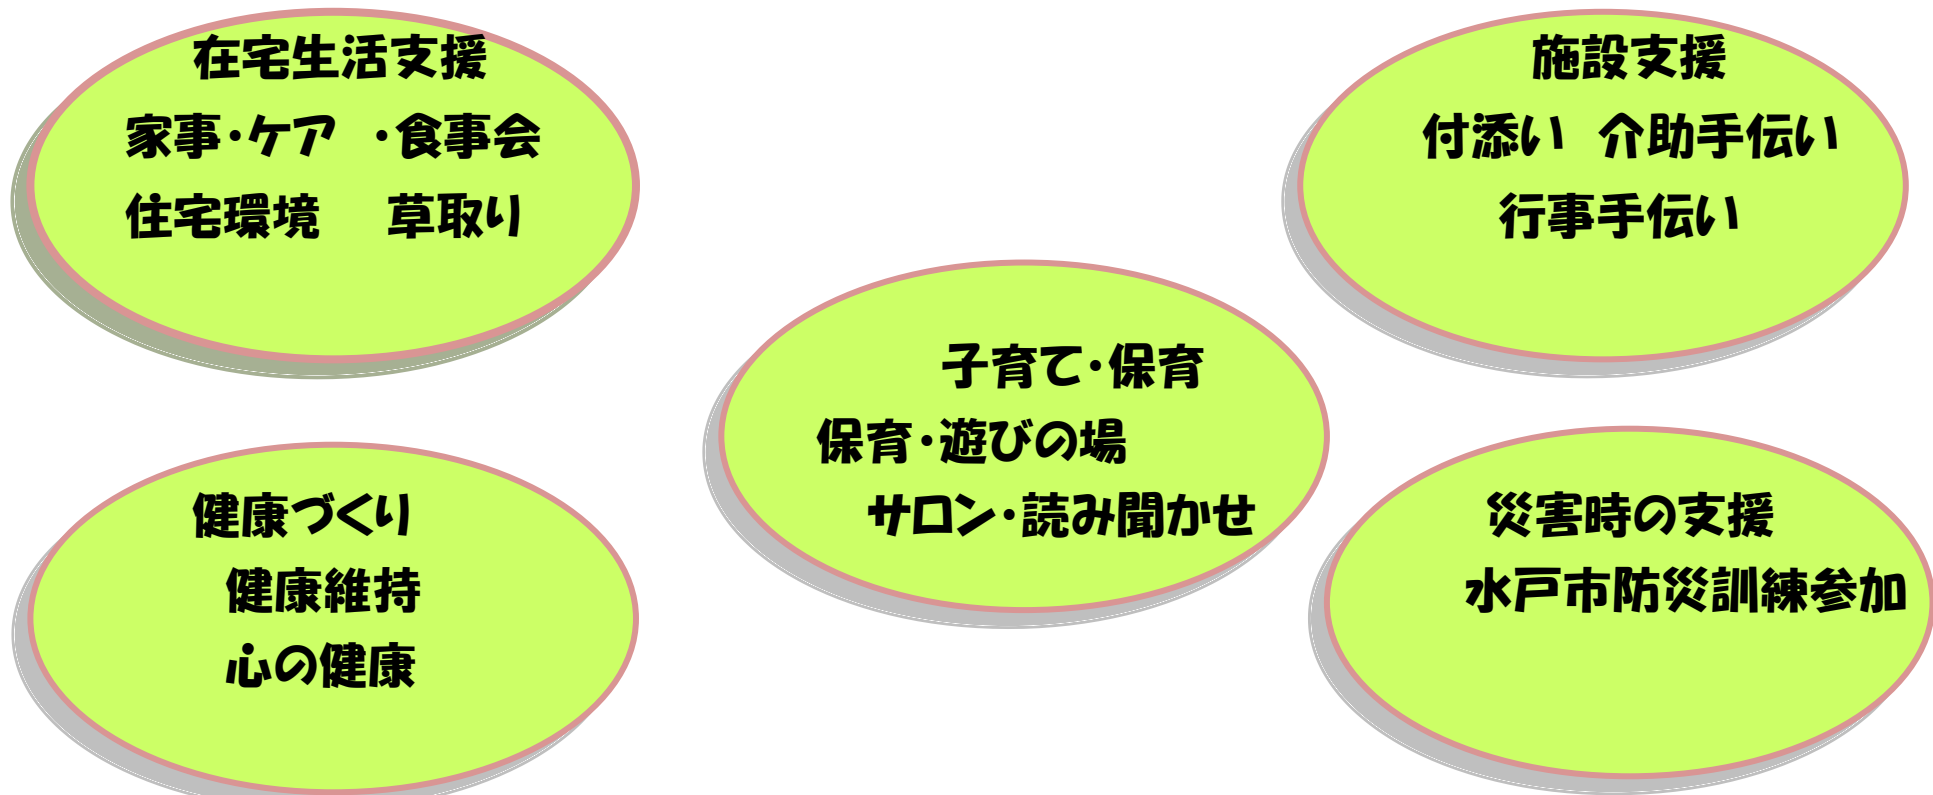 在宅生活支援
家事・ケア ・食事会
住宅環境 草取り
施設支援
付添い 介助手伝い
行事手伝い
子育て・保育
保育・遊びの場
サロン・読み聞かせ
健康づくり
健康維持
心の健康
災害時の支援
水戸市防災訓練参加